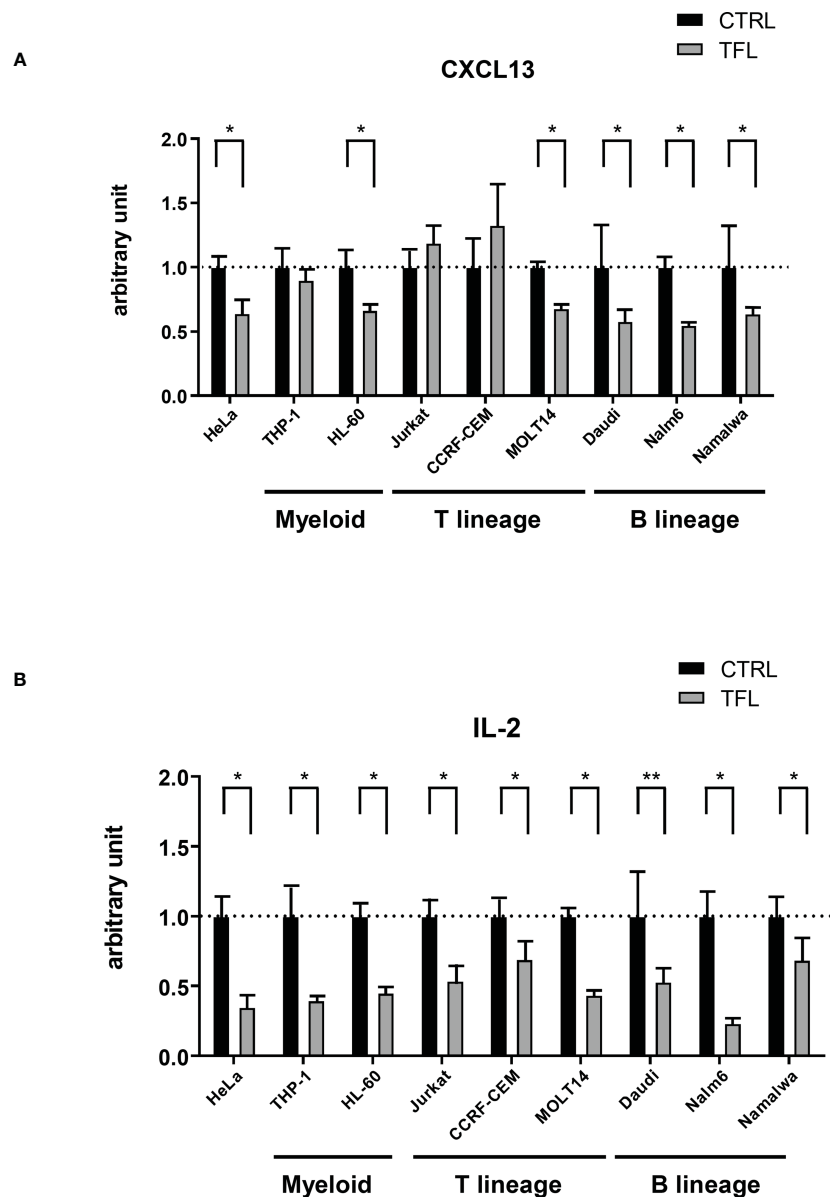 CTRL
TFL
A
CXCL13
* * * * * *
2.0
1.5
1.0
0.5
0.0
arbitrary unit
HeLa THP-1 HL-60 Jurkat CCRF-CEM MOLT14 Daudi Nalm6 Namalwa
Myeloid T lineage B lineage
CTRL
TFL
B
IL-2
* * * * * * ** * *
2.0
1.5
1.0
0.5
0.0
arbitrary unit
HeLa THP-1 HL-60 Jurkat CCRF-CEM MOLT14 Daudi Nalm6 Namalwa
Myeloid T lineage B lineage